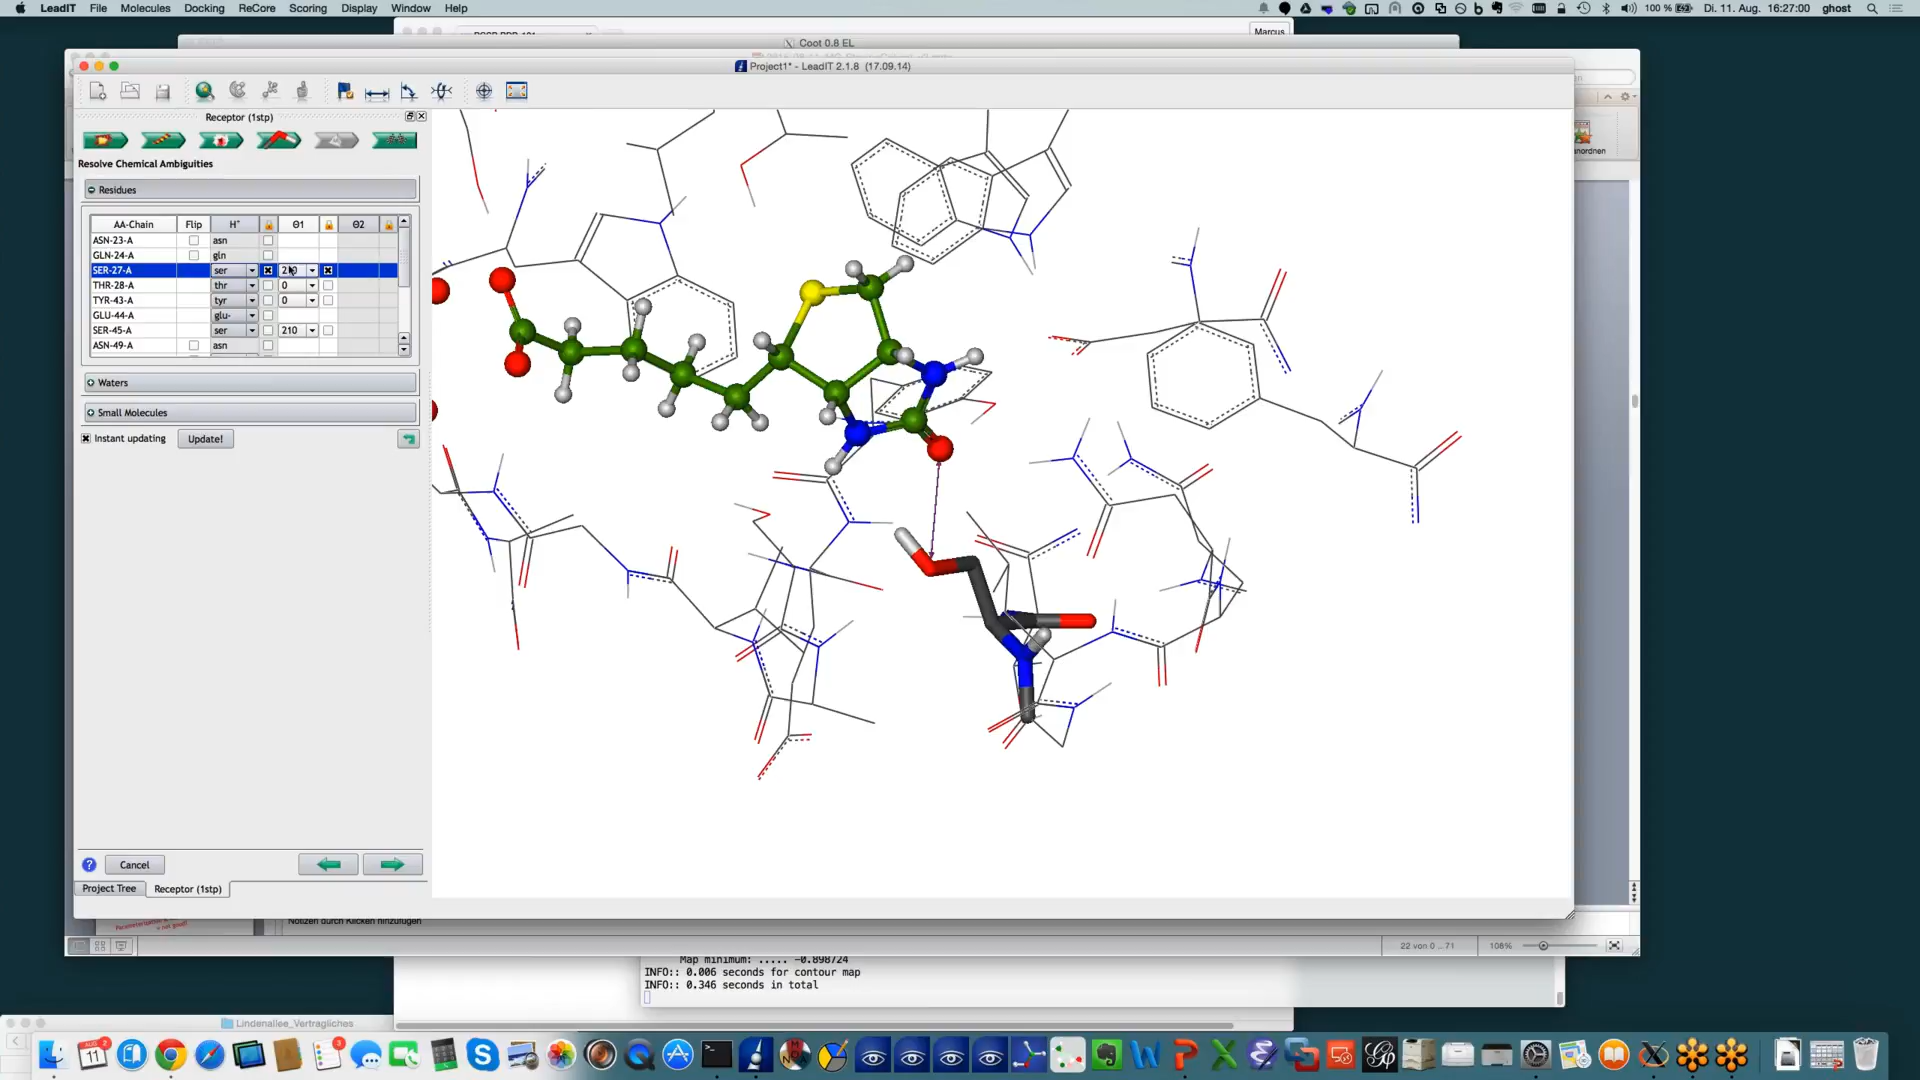 LeadIT File Molecules Docking ReCore Scoring Display Window Help
100 % Di. 11. Aug. 16:27:00 ghost
Marcus
Coot 0.8 EL
Project1* - LeadIT 2.1.8 (17.09.14)
Receptor (1stp)
Resolve Chemical Ambiguities
Residues
AA-Chain Flip H⁺ Θ1 Θ2
ASN-23-A asn
GLN-24-A gln
SER-27-A ser
THR-28-A thr 0
TYR-43-A tyr 0
GLU-44-A glu-
SER-45-A ser 210
ASN-49-A asn
Waters
Small Molecules
Instant updating Update!
? Cancel
Project Tree Receptor (1stp)
Notizen durch Klicken hinzufügen
22 von 0 ... 71 108%
Map minimum: ..... -0.898724
INFO:: 0.006 seconds for contour map
INFO:: 0.346 seconds in total
Lindenallee_Vertragliches